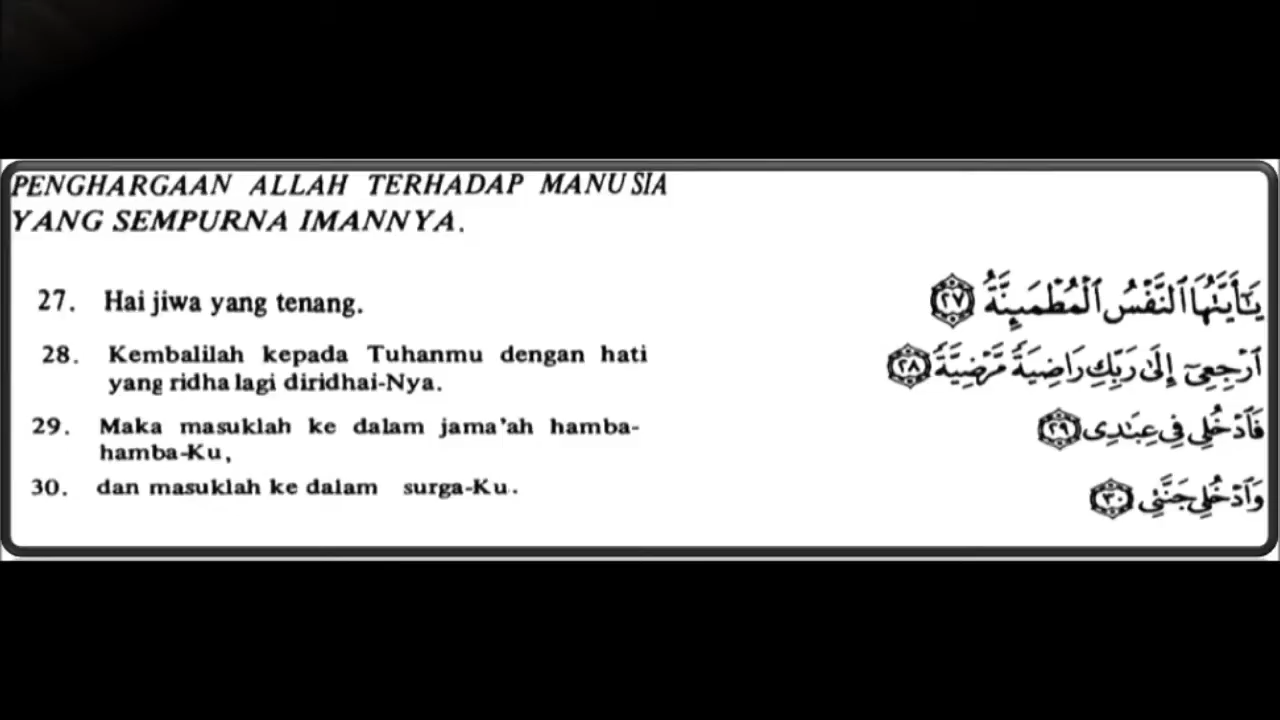 PENGHARGAAN ALLAH TERHADAP MANUSIA
YANG SEMPURNA IMANNYA.
27. Hai jiwa yang tenang.
يَـٰٓأَيَّتُهَا ٱلنَّفۡسُ ٱلۡمُطۡمَئِنَّةُ ٢٧
28. Kembalilah kepada Tuhanmu dengan hati
yang ridha lagi diridhai-Nya.
ٱرۡجِعِىٓ إِلَىٰ رَبِّكِ رَاضِيَةً مَّرۡضِيَّةً ٢٨
29. Maka masuklah ke dalam jama'ah hamba-
hamba-Ku,
فَٱدۡخُلِى فِى عِبَـٰدِى ٢٩
30. dan masuklah ke dalam surga-Ku.
وَٱدۡخُلِى جَنَّتِى ٣٠